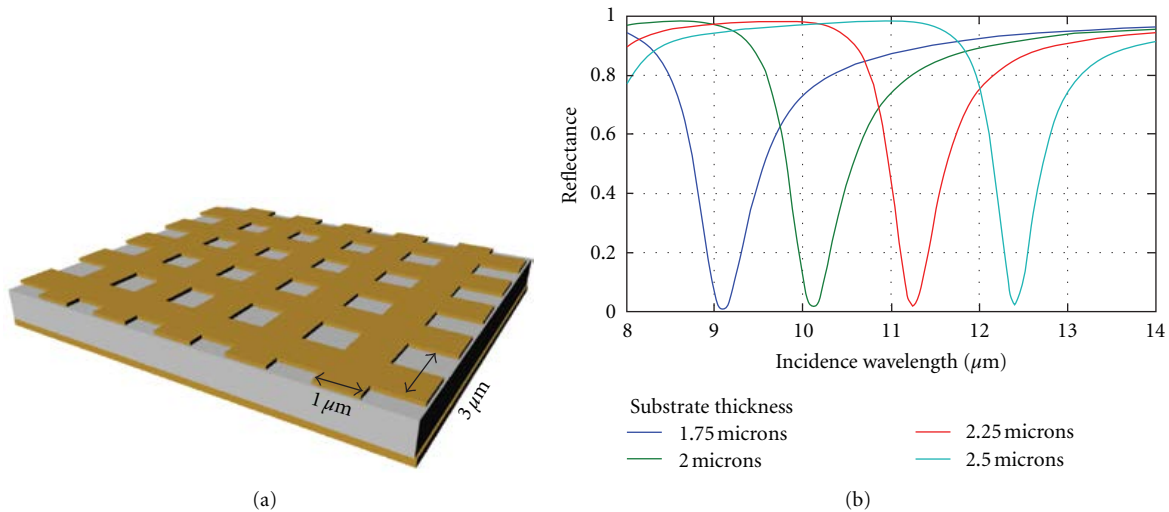 1 μm
3 μm
(a)
1
0.8
0.6
0.4
0.2
0
Reflectance
8 9 10 11 12 13 14
Incidence wavelength (μm)
Substrate thickness
1.75 microns
2 microns
2.25 microns
2.5 microns
(b)